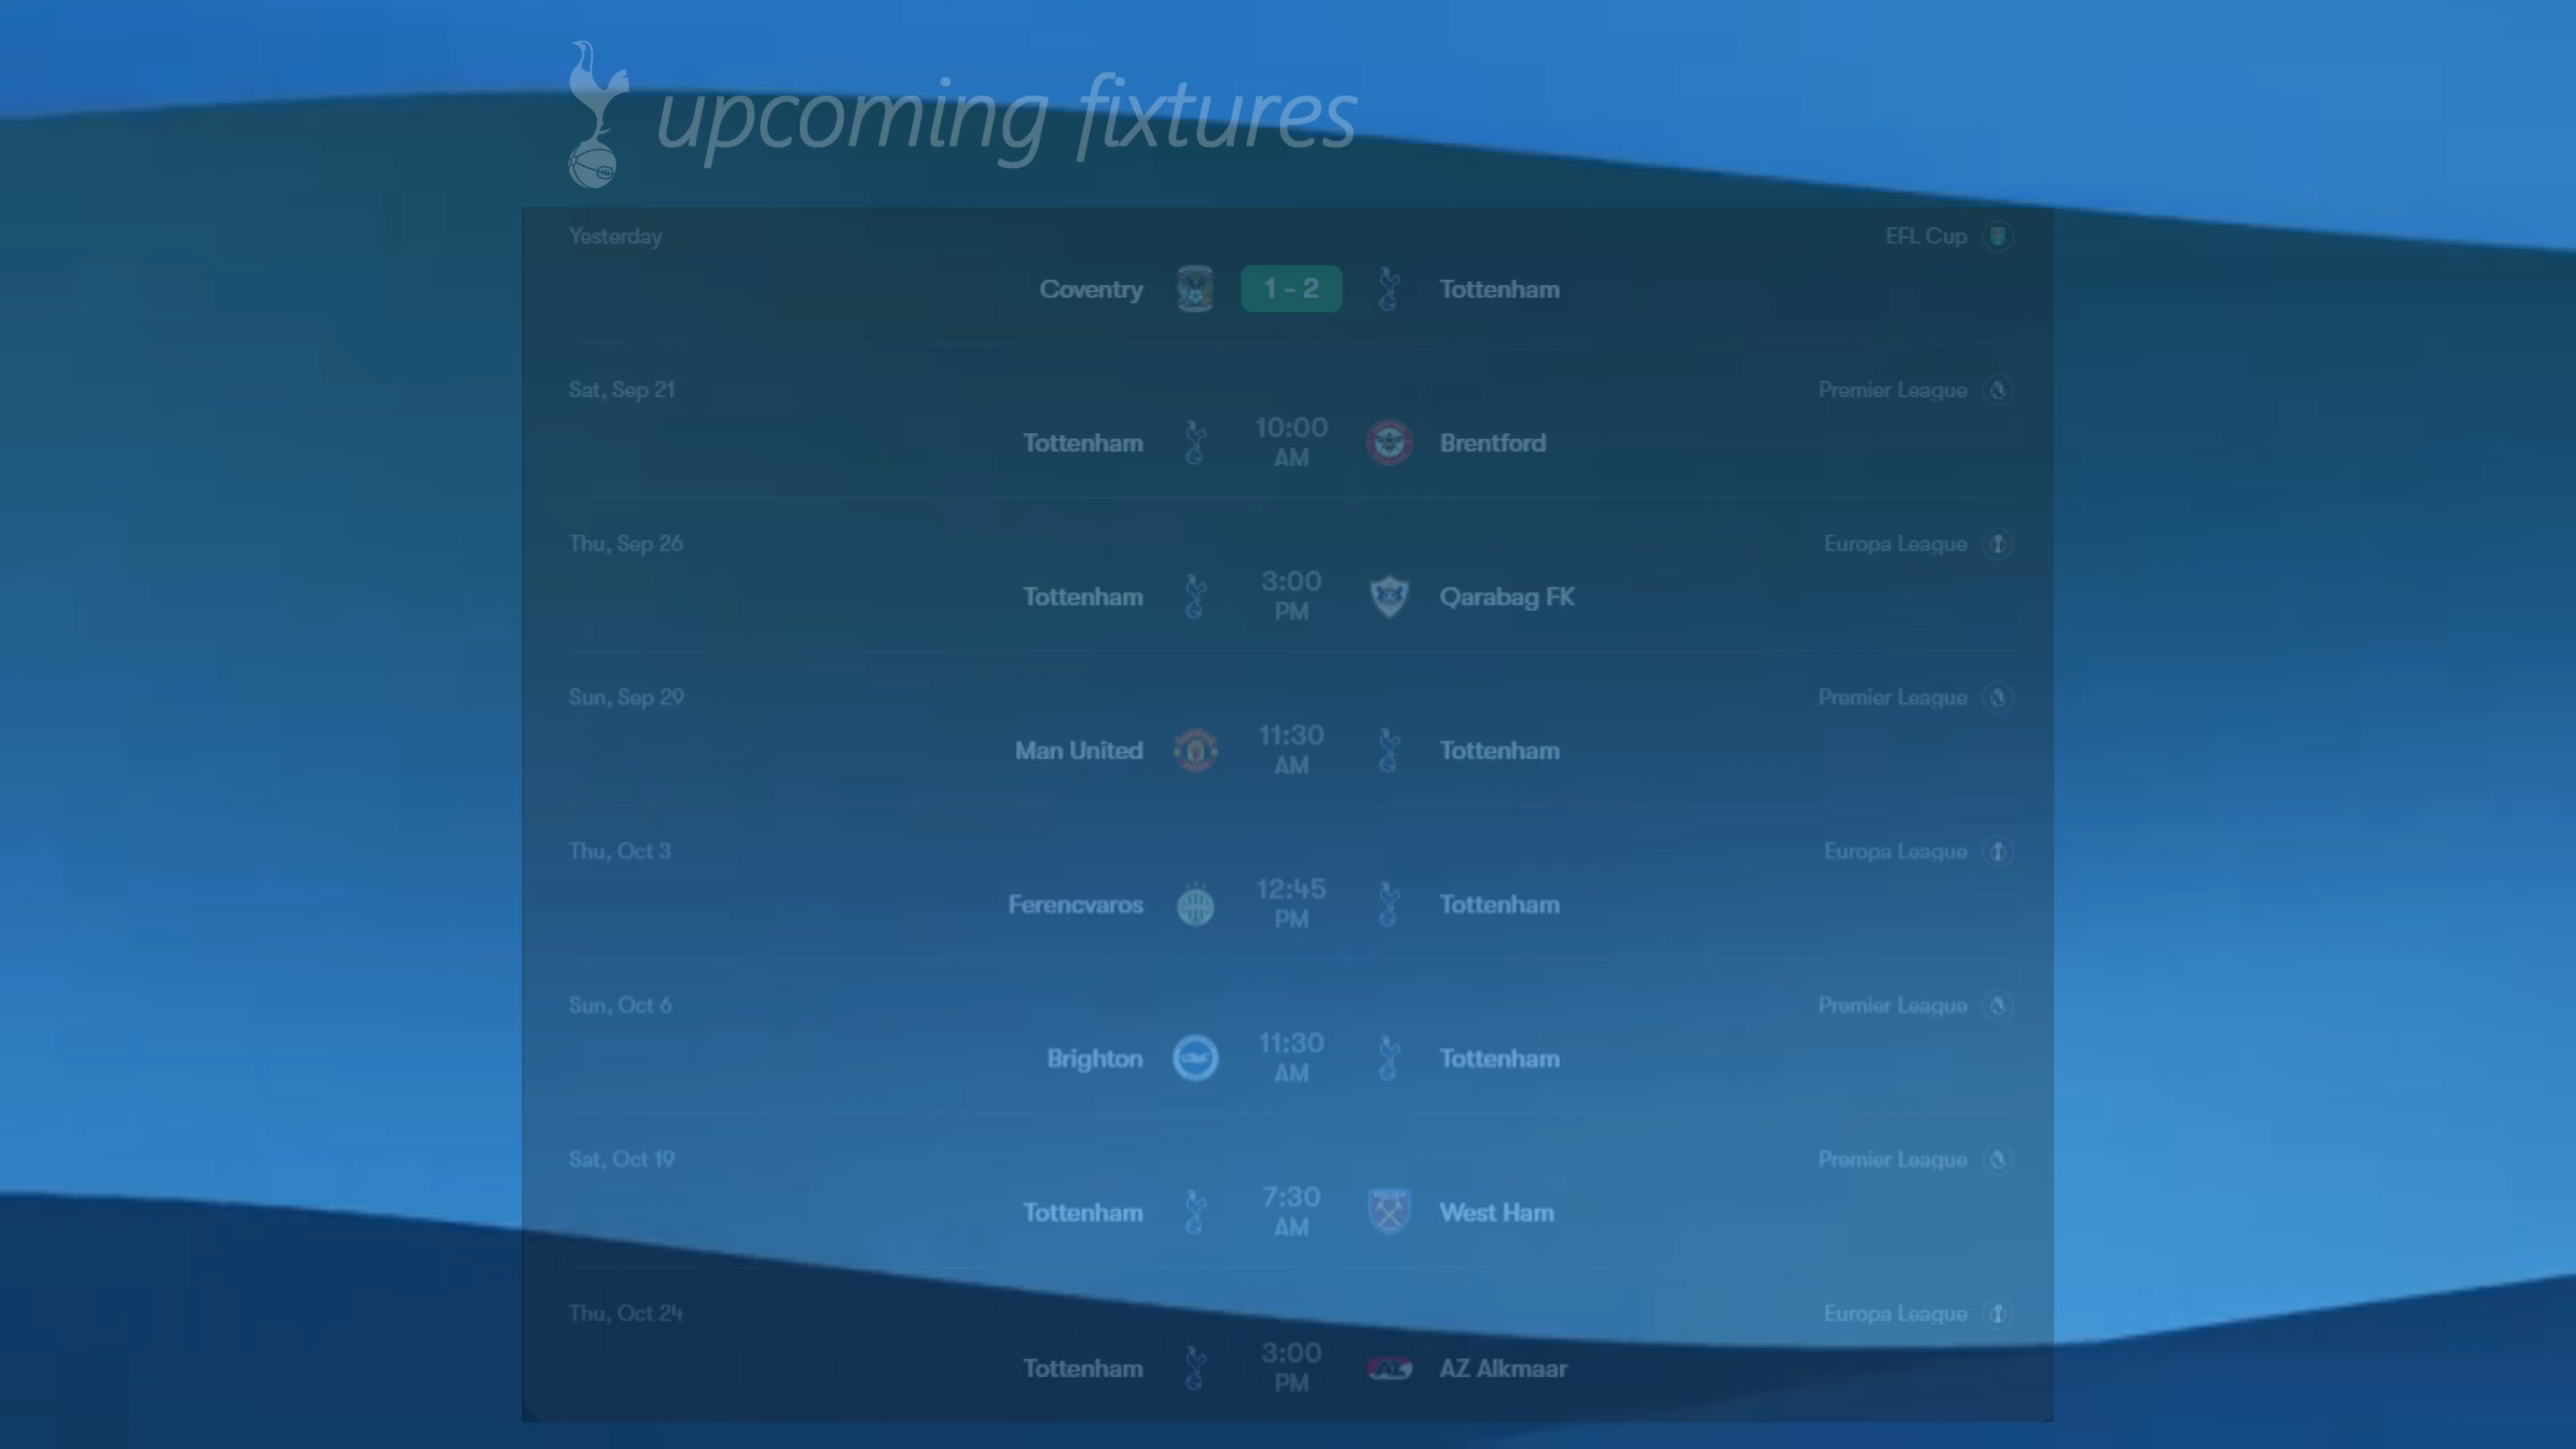 upcoming fixtures
Yesterday
EFL Cup
Coventry 1 - 2 Tottenham
Sat, Sep 21
Premier League
Tottenham 10:00 AM Brentford
Thu, Sep 26
Europa League
Tottenham 3:00 PM Qarabag FK
Sun, Sep 29
Premier League
Man United 11:30 AM Tottenham
Thu, Oct 3
Europa League
Ferencvaros 12:45 PM Tottenham
Sun, Oct 6
Premier League
Brighton 11:30 AM Tottenham
Sat, Oct 19
Premier League
Tottenham 7:30 AM West Ham
Thu, Oct 24
Europa League
Tottenham 3:00 PM AZ Alkmaar